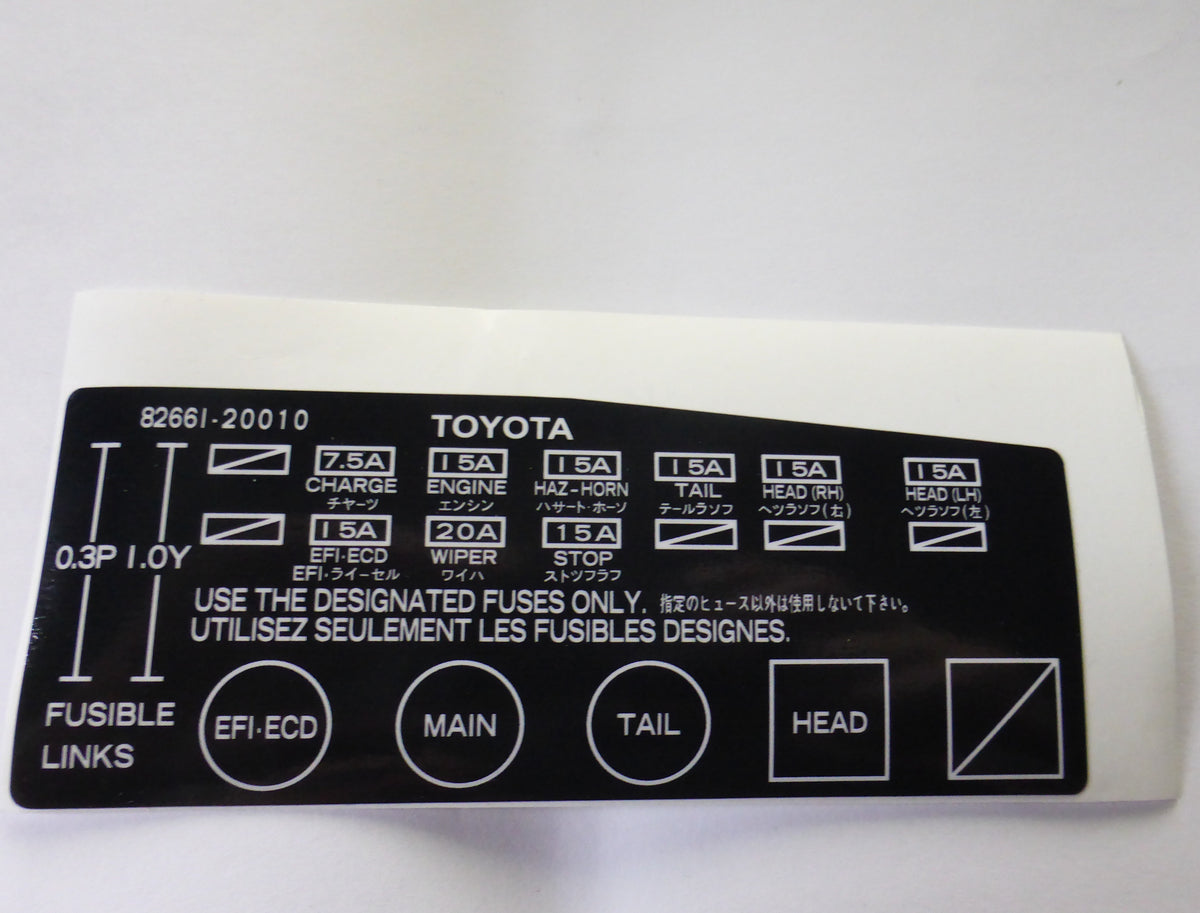 82661-20010 TOYOTA
7.5A 15A 15A 15A 15A 15A
CHARGE ENGINE HAZ-HORN TAIL HEAD (RH) HEAD (LH)
チャーツ エンシン ハサート・ホーソ テールラソフ ヘツラソフ(右) ヘツラソフ(左)
15A 20A 15A
EFI·ECD WIPER STOP
EFI·ライーセル ワイハ ストツフラフ
0.3P 1.0Y
USE THE DESIGNATED FUSES ONLY. 指定のヒュース以外は使用しないて下さい。
UTILISEZ SEULEMENT LES FUSIBLES DESIGNES.
FUSIBLE
LINKS
EFI·ECD MAIN TAIL HEAD